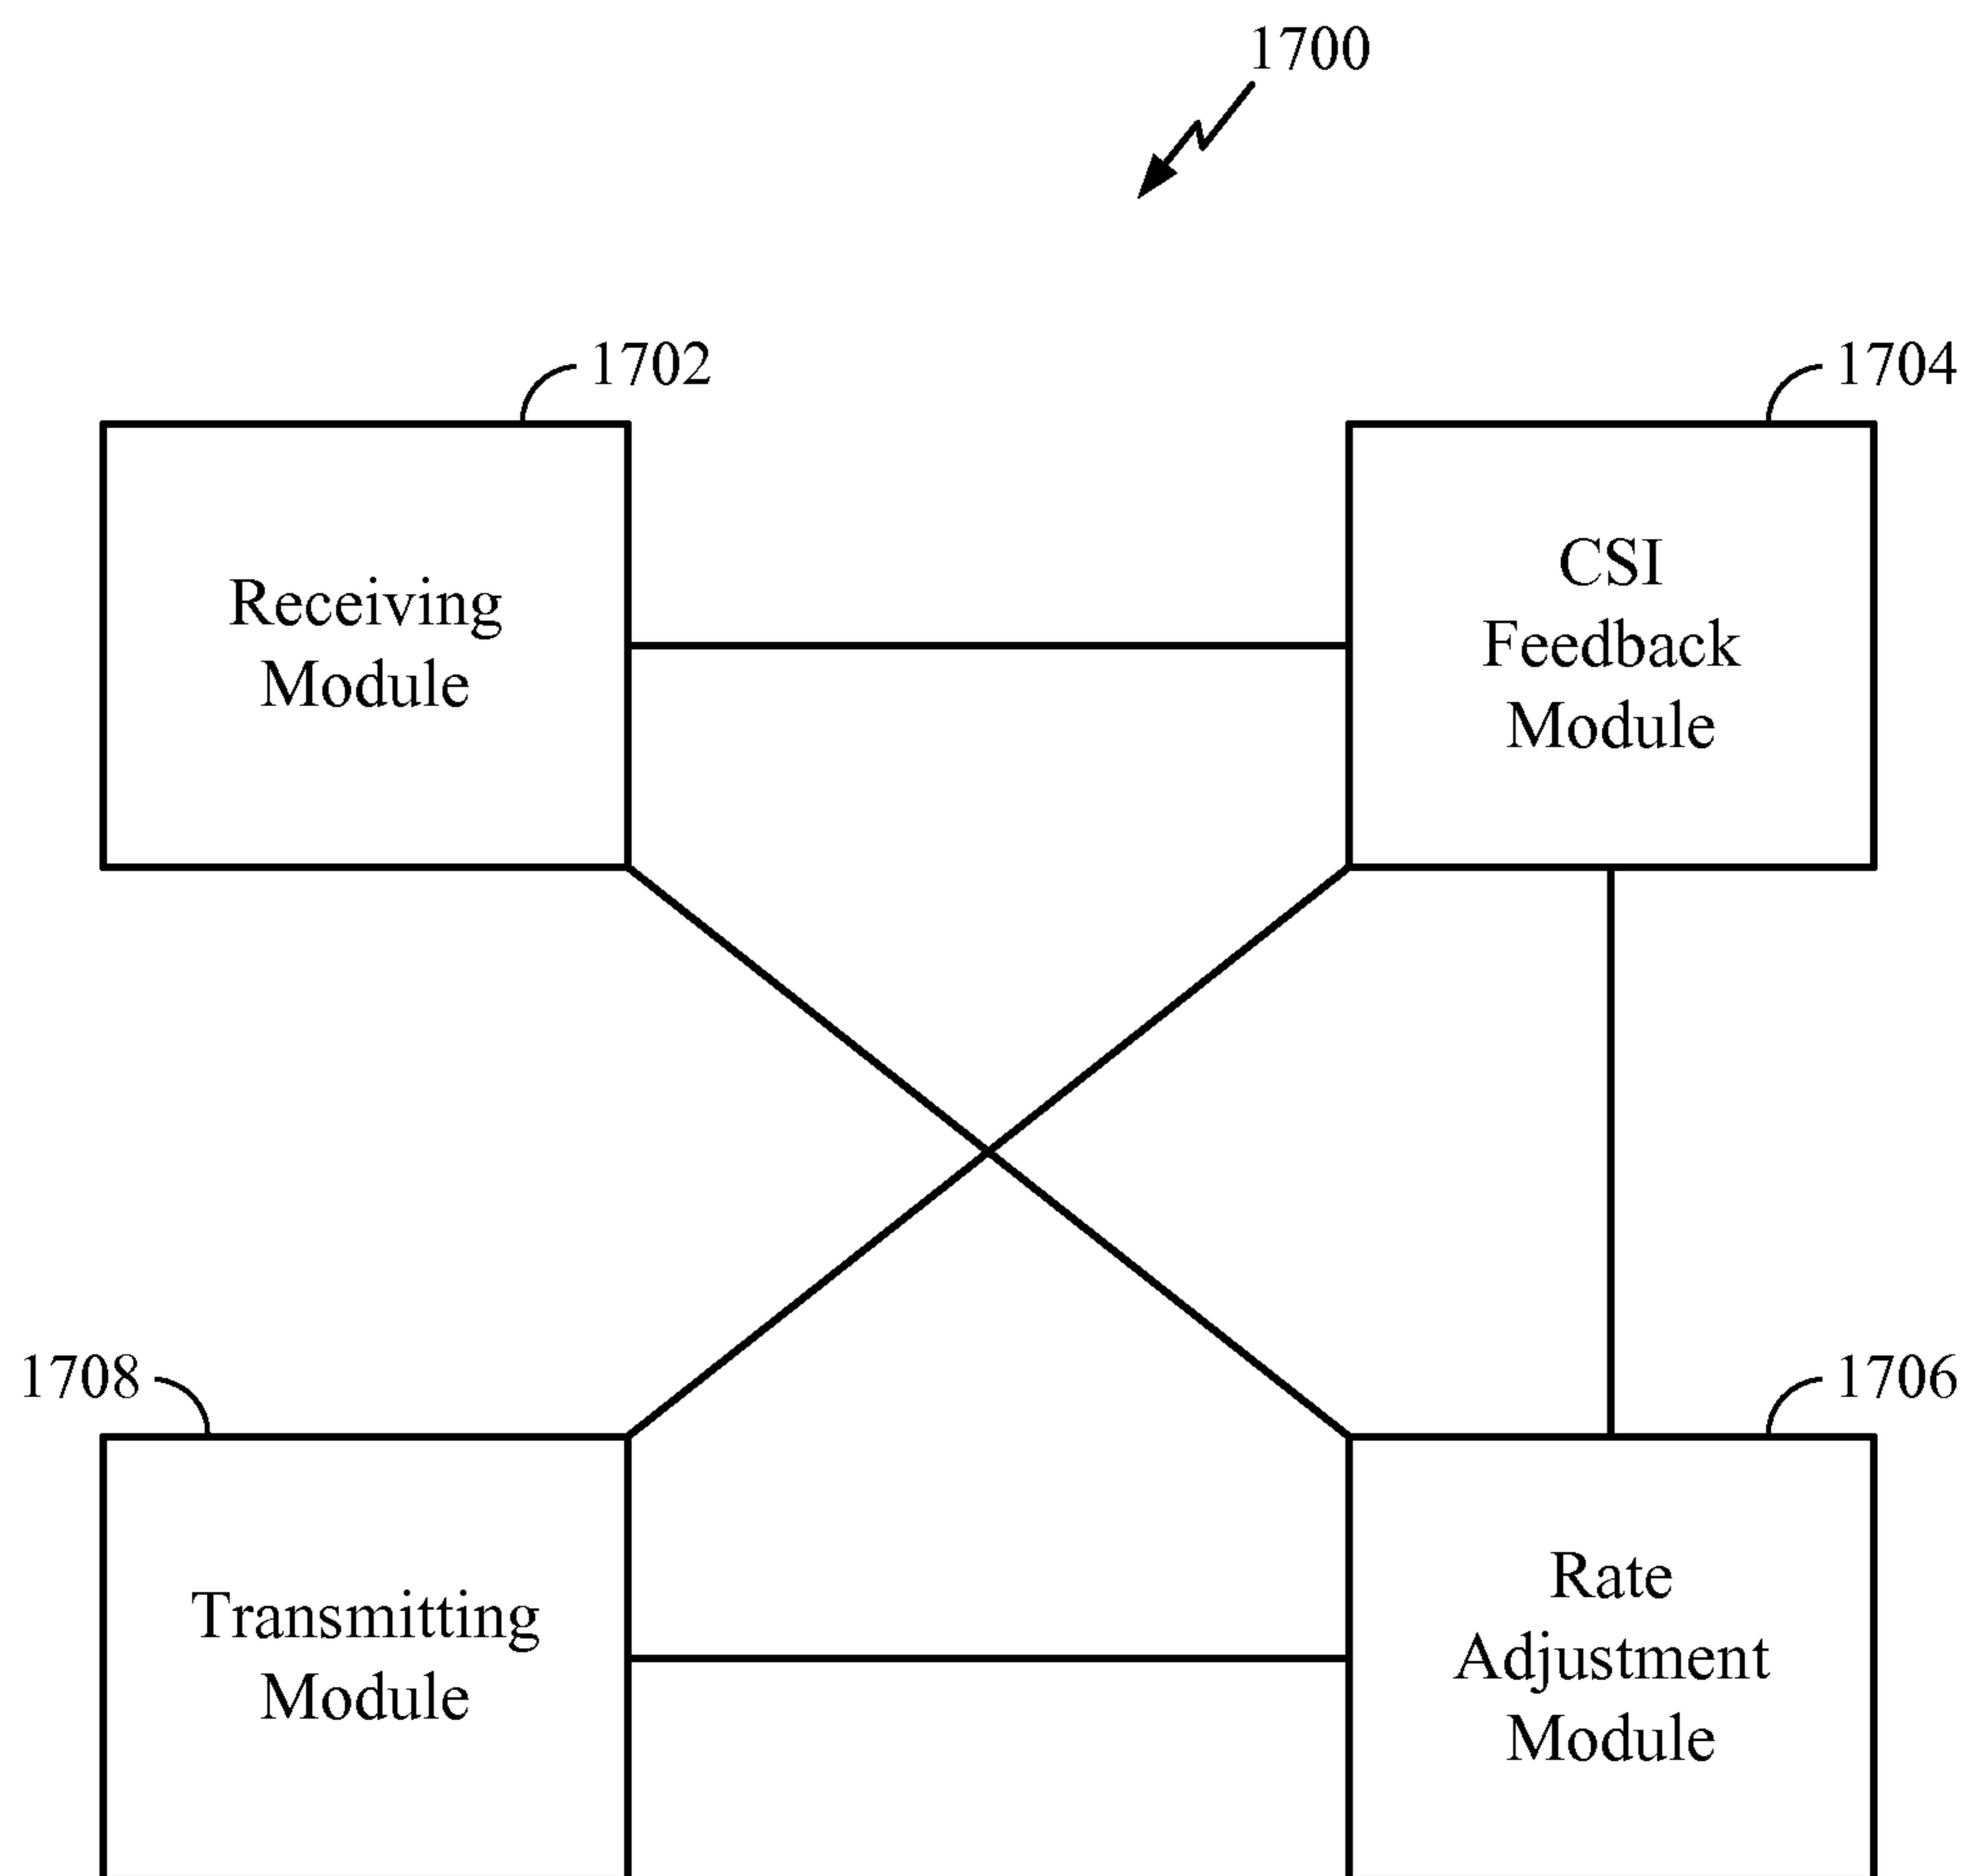 1700
1702
1704
Receiving
Module
CSI
Feedback
Module
1708
1706
Transmitting
Module
Rate
Adjustment
Module